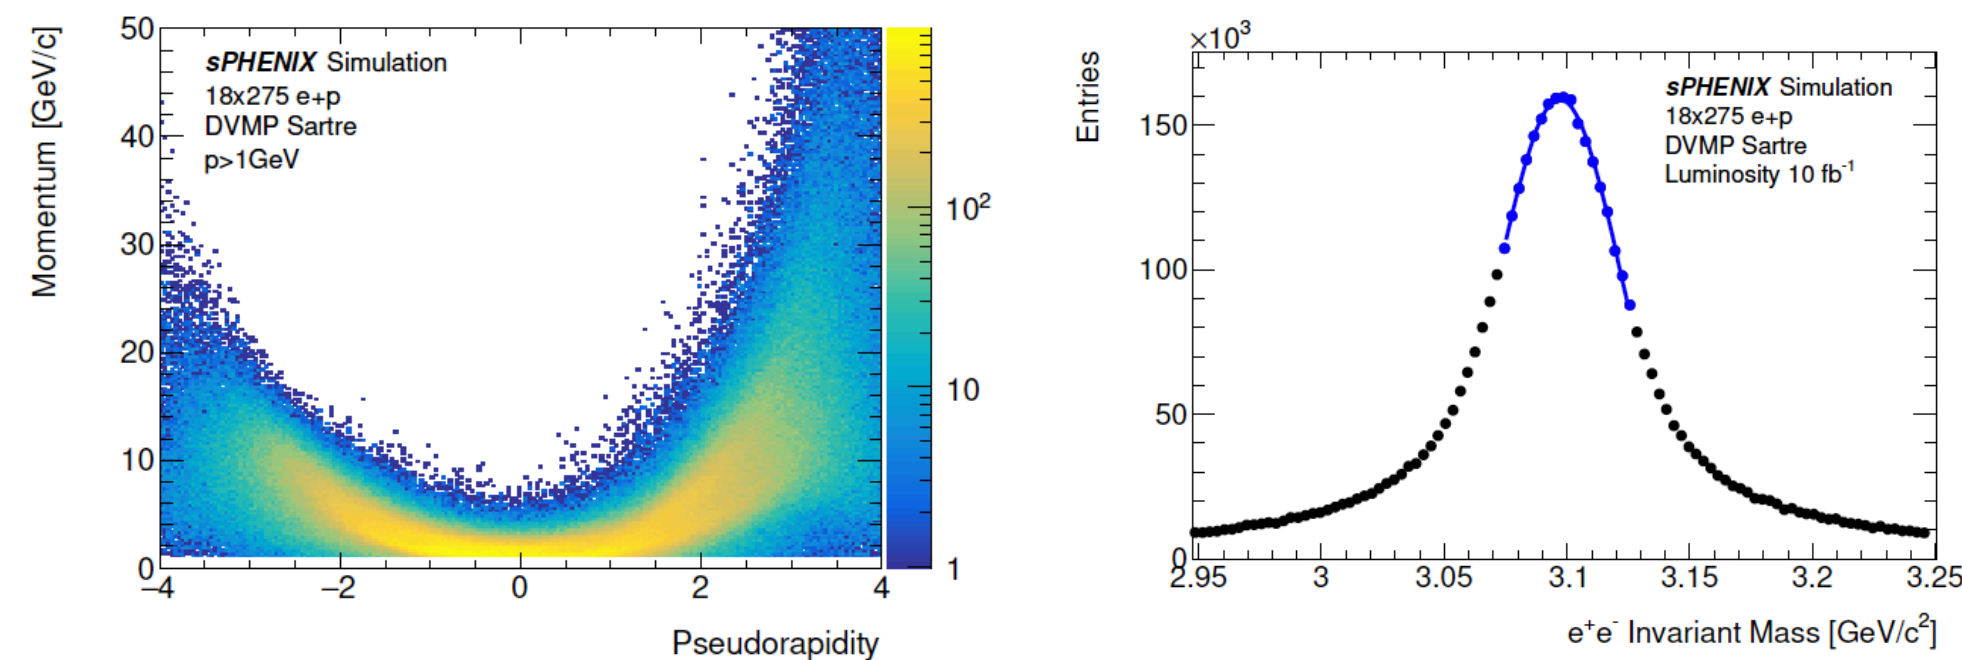 Momentum [GeV/c]
50
40
30
20
10
0
sPHENIX Simulation
18x275 e+p
DVMP Sartre
p>1GeV
10²
10
1
−4
−2
0
2
4
Pseudorapidity
×10³
Entries
150
100
50
0
sPHENIX Simulation
18x275 e+p
DVMP Sartre
Luminosity 10 fb⁻¹
2.95
3
3.05
3.1
3.15
3.2
3.25
e⁺e⁻ Invariant Mass [GeV/c²]